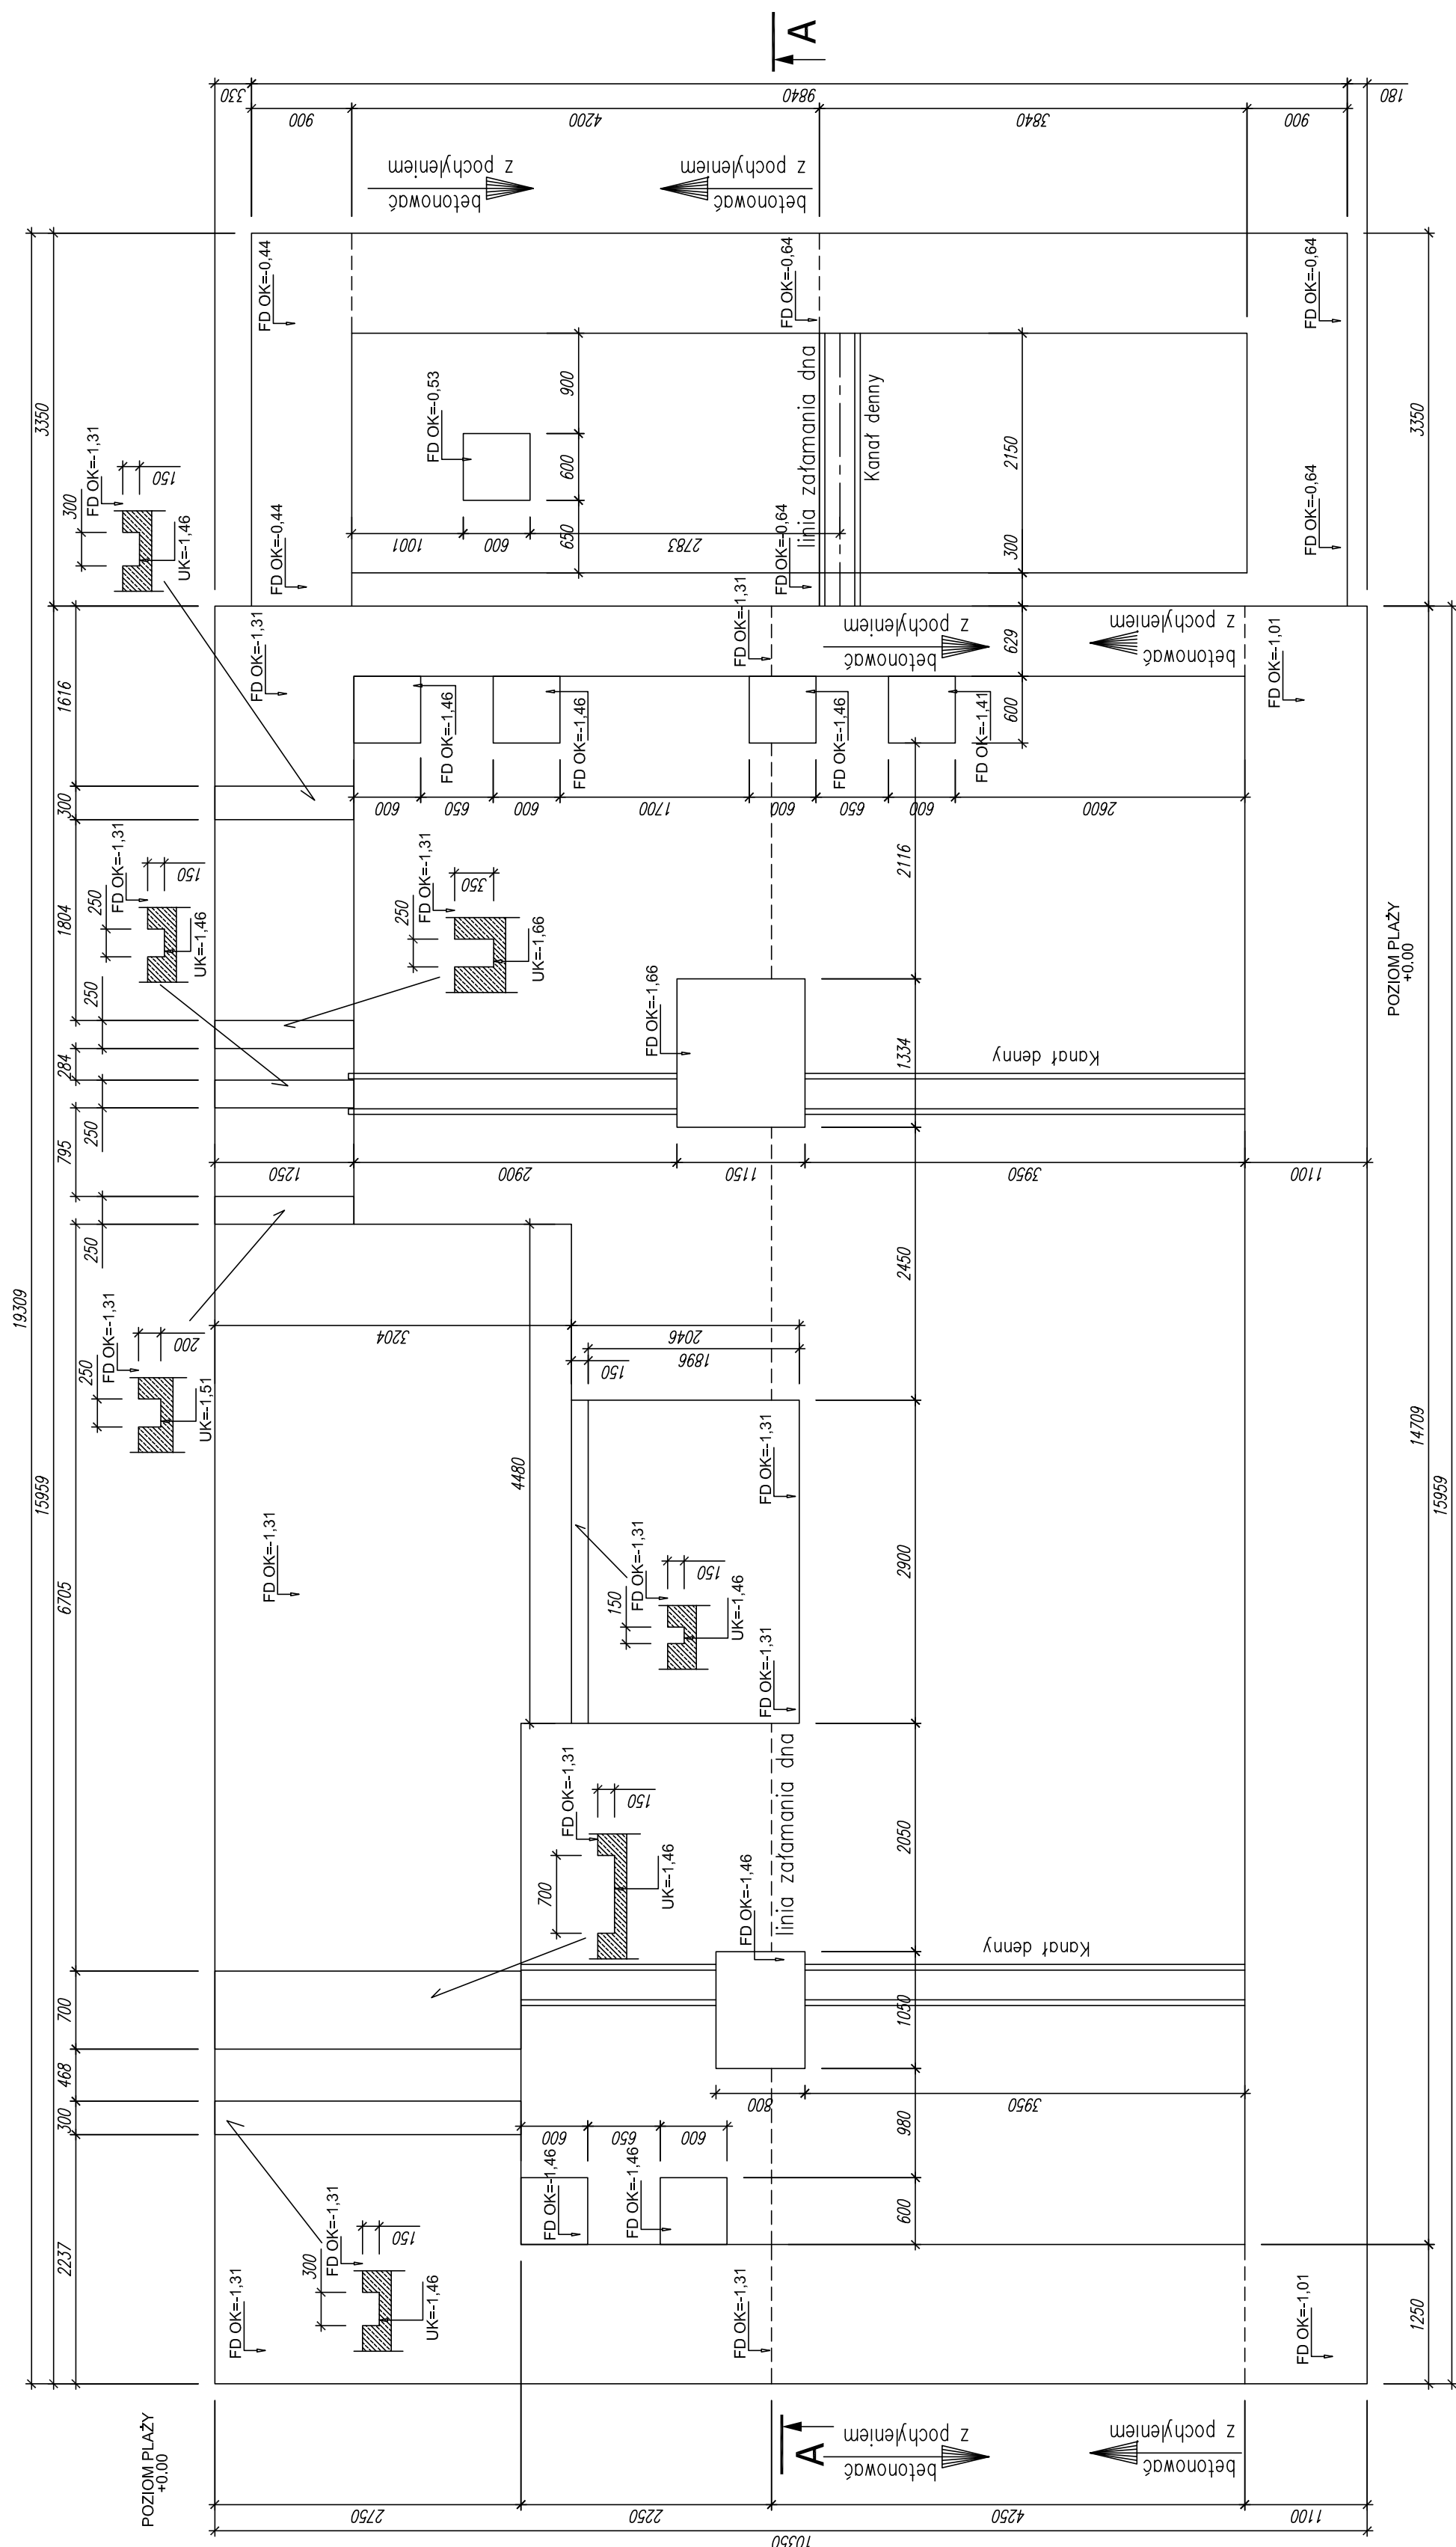 A
330
9840
180
900
4200
3840
900
betonować
z pochyleniem
betonować
z pochyleniem
3350
FD OK=-0,44
FD OK=-0,64
FD OK=-0,64
3350
FD OK=-1,31
300
150
UK=-1,46
FD OK=-0,53
900
600
650
1001
600
2783
linia załamania dna
Kanał denny
2150
300
FD OK=-0,44
FD OK=-0,64
FD OK=-0,64
FD OK=-1,31
FD OK=-1,31
betonować
z pochyleniem
betonować
z pochyleniem
629
600
FD OK=-1,01
1616
300
1804
250
284
250
795
250
FD OK=-1,46
FD OK=-1,46
FD OK=-1,46
FD OK=-1,41
600
650
600
1700
600
650
600
2600
FD OK=-1,31
250
150
UK=-1,46
FD OK=-1,31
250
350
UK=-1,66
2116
POZIOM PLAŻY
+0.00
FD OK=-1,66
1334
Kanał denny
1250
2900
1150
3950
1100
2450
19309
15959
FD OK=-1,31
250
200
UK=-1,51
3204
2046
1896
150
4480
FD OK=-1,31
14709
15959
6705
FD OK=-1,31
FD OK=-1,31
150
150
UK=-1,46
2900
FD OK=-1,31
linia załamania dna
FD OK=-1,31
700
150
UK=-1,46
2050
FD OK=-1,46
Kanał denny
700
468
300
1050
800
3950
980
600
650
600
FD OK=-1,46
FD OK=-1,46
600
2237
FD OK=-1,31
300
150
UK=-1,46
FD OK=-1,31
FD OK=-1,31
FD OK=-1,01
1250
POZIOM PLAŻY
+0.00
A
betonować
z pochyleniem
betonować
z pochyleniem
2750
2250
4250
1100
10350